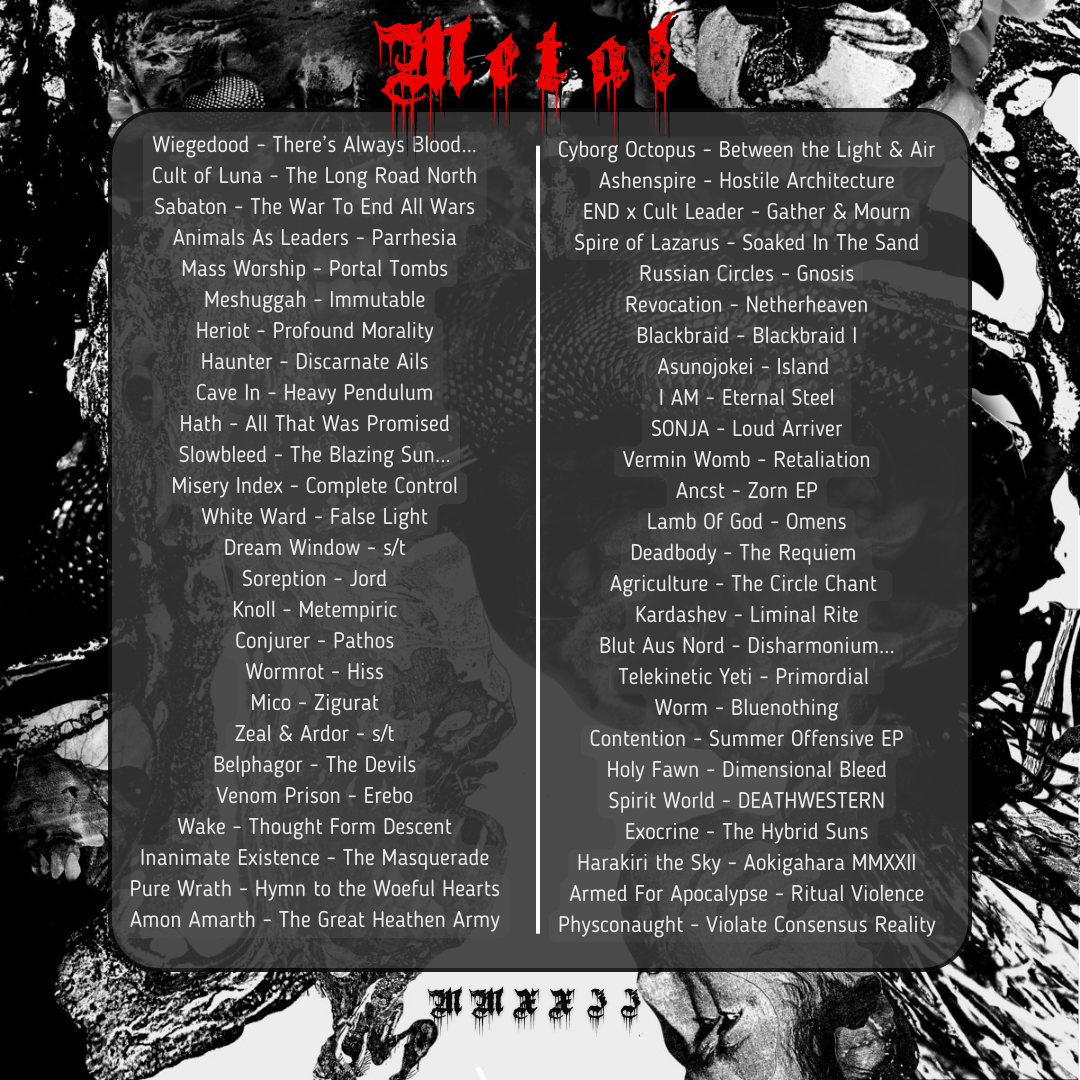 Metal
Wiegedood - There's Always Blood...
Cult of Luna - The Long Road North
Sabaton - The War To End All Wars
Animals As Leaders - Parrhesia
Mass Worship - Portal Tombs
Meshuggah - Immutable
Heriot - Profound Morality
Haunter - Discarnate Ails
Cave In - Heavy Pendulum
Hath - All That Was Promised
Slowbleed - The Blazing Sun...
Misery Index - Complete Control
White Ward - False Light
Dream Window - s/t
Soreption - Jord
Knoll - Metempiric
Conjurer - Pathos
Wormrot - Hiss
Mico - Zigurat
Zeal & Ardor - s/t
Belphagor - The Devils
Venom Prison - Erebo
Wake - Thought Form Descent
Inanimate Existence - The Masquerade
Pure Wrath - Hymn to the Woeful Hearts
Amon Amarth - The Great Heathen Army
Cyborg Octopus - Between the Light & Air
Ashenspire - Hostile Architecture
END x Cult Leader - Gather & Mourn
Spire of Lazarus - Soaked In The Sand
Russian Circles - Gnosis
Revocation - Netherheaven
Blackbraid - Blackbraid I
Asunojokei - Island
I AM - Eternal Steel
SONJA - Loud Arriver
Vermin Womb - Retaliation
Ancst - Zorn EP
Lamb Of God - Omens
Deadbody - The Requiem
Agriculture - The Circle Chant
Kardashev - Liminal Rite
Blut Aus Nord - Disharmonium...
Telekinetic Yeti - Primordial
Worm - Bluenothing
Contention - Summer Offensive EP
Holy Fawn - Dimensional Bleed
Spirit World - DEATHWESTERN
Exocrine - The Hybrid Suns
Harakiri the Sky - Aokigahara MMXXII
Armed For Apocalypse - Ritual Violence
Physconaught - Violate Consensus Reality
MMXXII